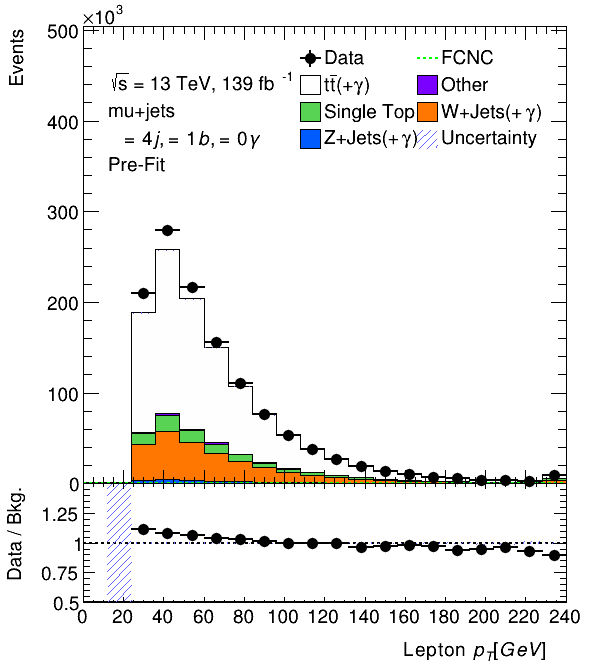 ×10³
Events
500
400
300
200
100
0
√s = 13 TeV, 139 fb⁻¹
mu+jets
= 4j, = 1b, = 0γ
Pre-Fit
Data
FCNC
tt̄(+γ)
Other
Single Top
W+Jets(+γ)
Z+Jets(+γ)
Uncertainty
Data / Bkg.
1.25
1
0.75
0.5
0 20 40 60 80 100 120 140 160 180 200 220 240
Lepton p_T[GeV]